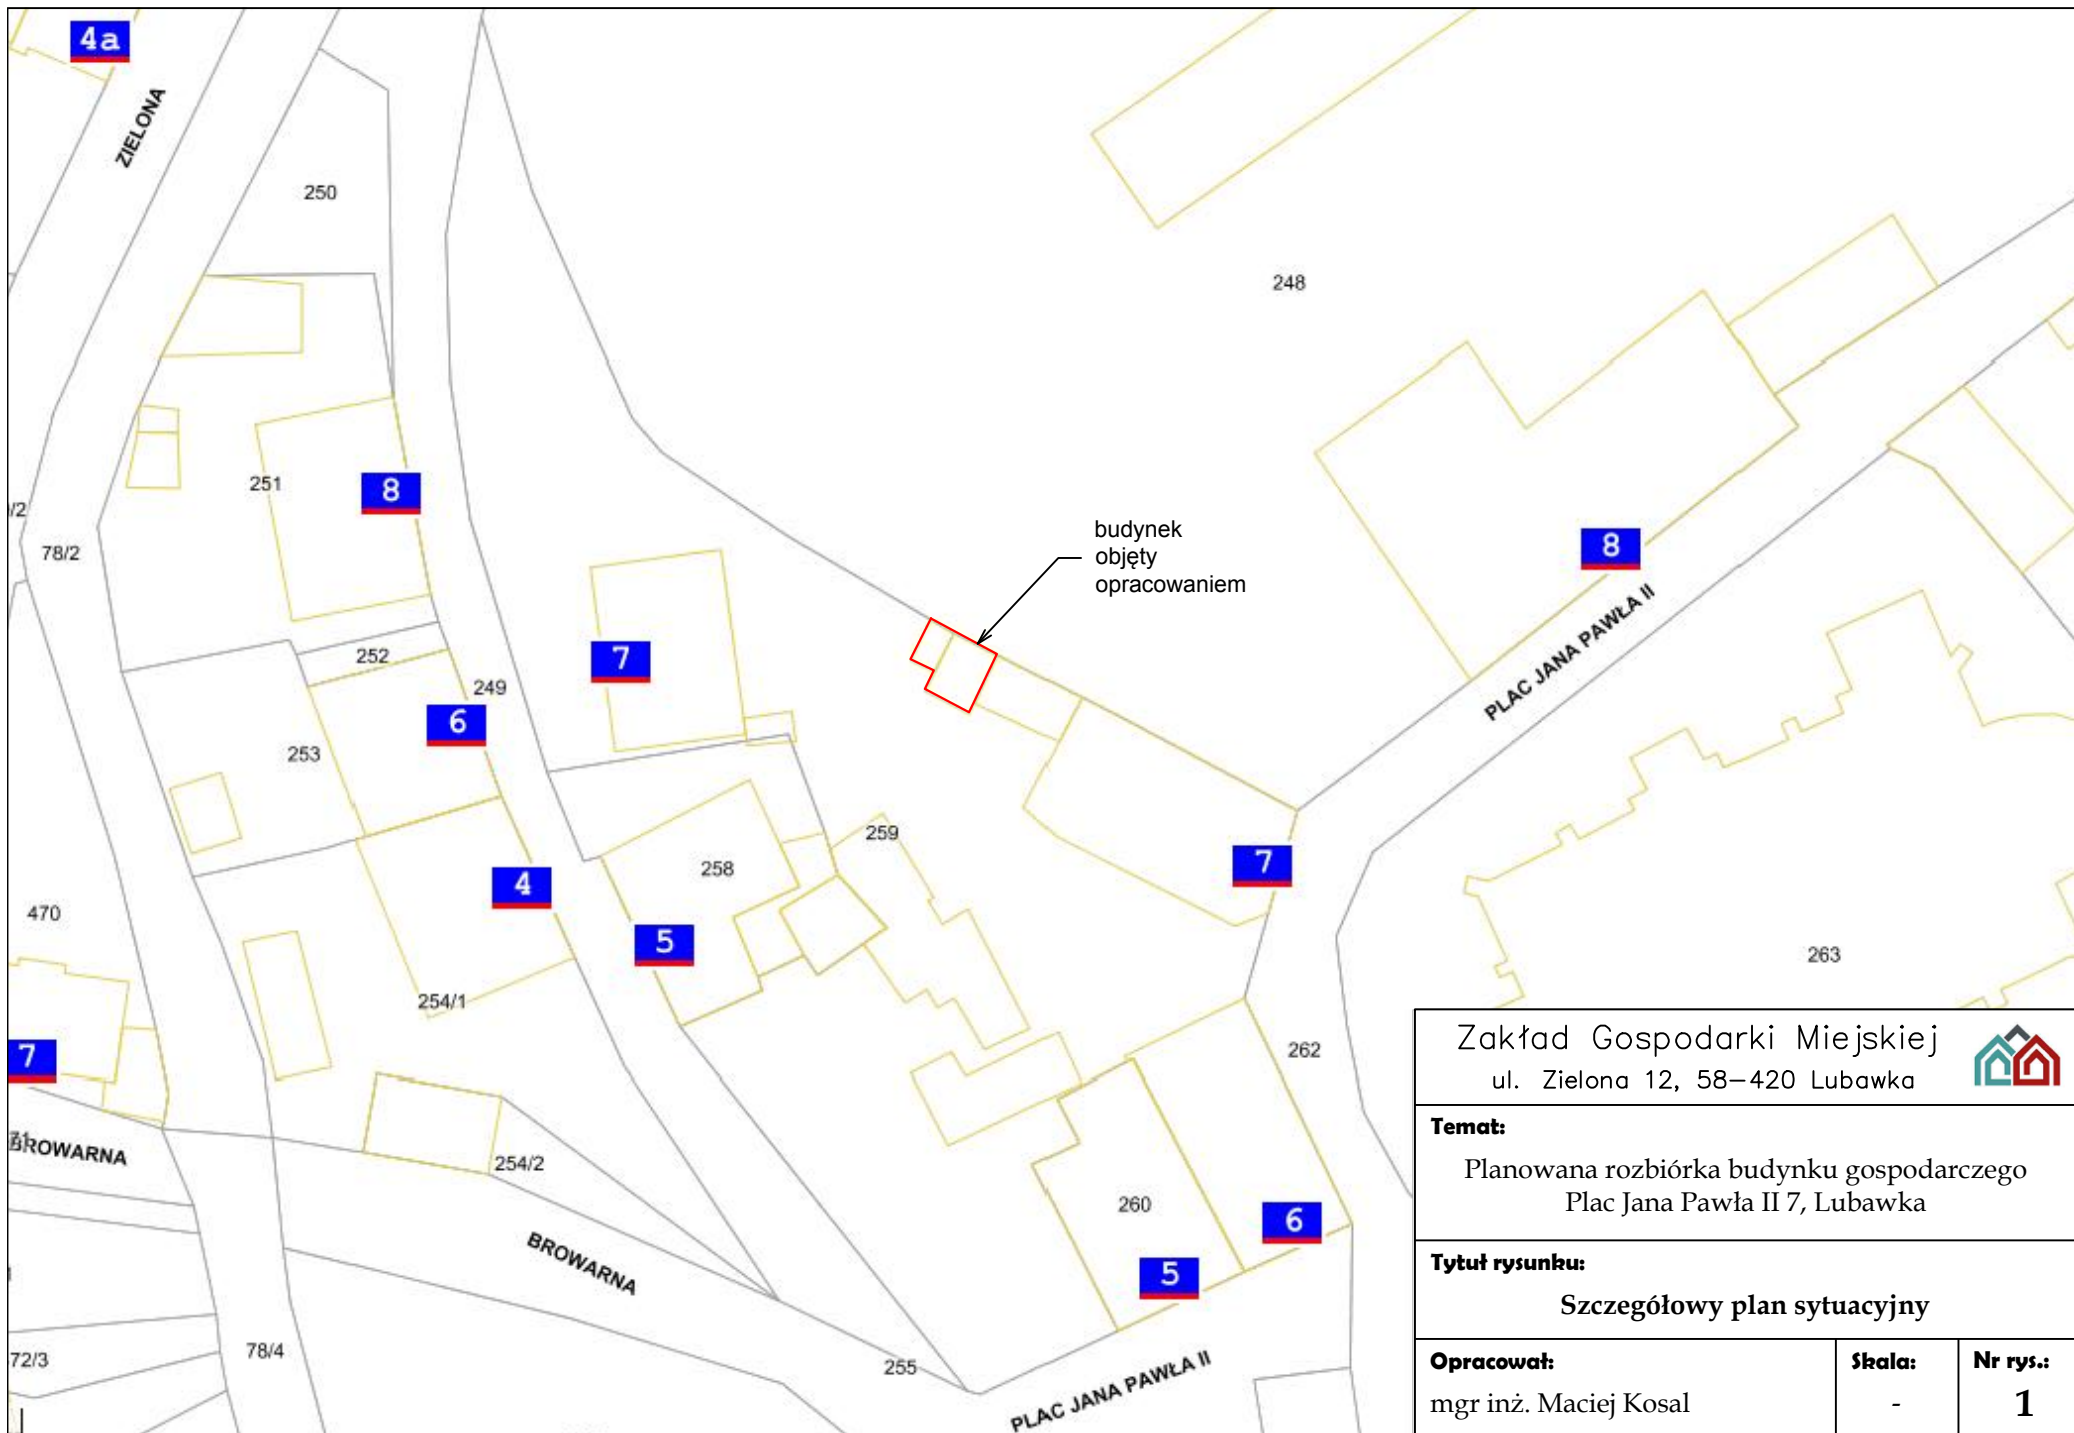 4a
ZIELONA
250
248
251
8
/2
78/2
budynek
objęty
opracowaniem
8
PLAC JANA PAWŁA II
252
7
249
6
253
259
258
7
4
470
5
263
254/1
7
262
BROWARNA
254/2
260
6
BROWARNA
5
78/4
72/3
255
PLAC JANA PAWŁA II
Zakład Gospodarki Miejskiej
ul. Zielona 12, 58-420 Lubawka
Temat:
Planowana rozbiórka budynku gospodarczego
Plac Jana Pawła II 7, Lubawka
Tytuł rysunku:
Szczegółowy plan sytuacyjny
Opracował:
mgr inż. Maciej Kosal
Skala:
-
Nr rys.:
1